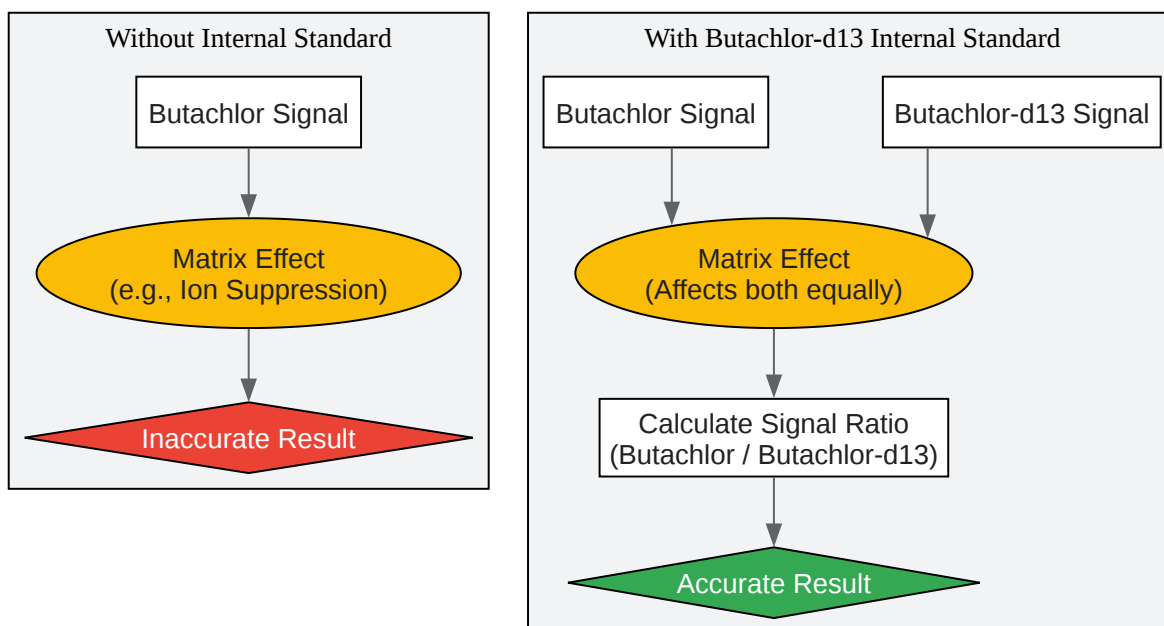 Without Internal Standard
Butachlor Signal
Matrix Effect
(e.g., Ion Suppression)
Inaccurate Result
With Butachlor-d13 Internal Standard
Butachlor Signal
Butachlor-d13 Signal
Matrix Effect
(Affects both equally)
Calculate Signal Ratio
(Butachlor / Butachlor-d13)
Accurate Result